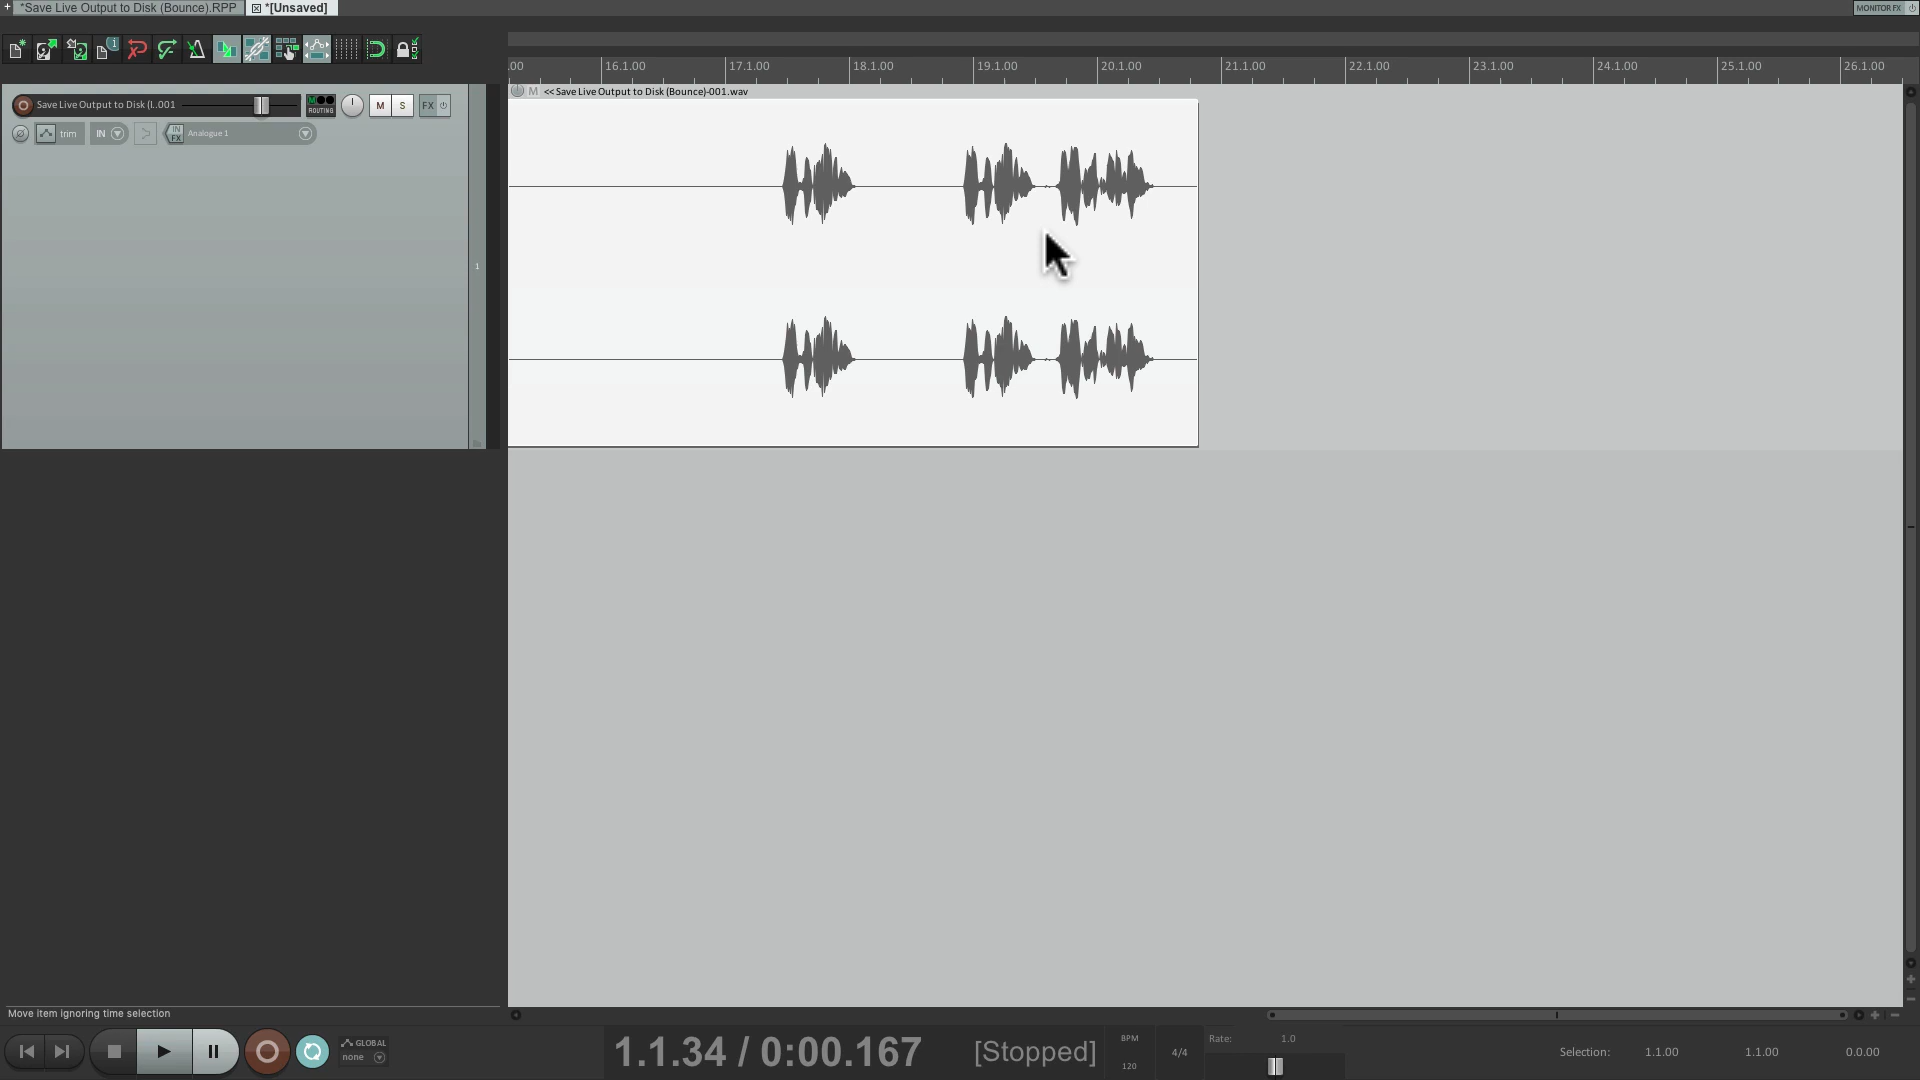 + *Save Live Output to Disk (Bounce).RPP *[Unsaved] MONITOR FX
.00 16.1.00 17.1.00 18.1.00 19.1.00 20.1.00 21.1.00 22.1.00 23.1.00 24.1.00 25.1.00 26.1.00
M << Save Live Output to Disk (Bounce)-001.wav
Save Live Output to Disk (l..001 ROUTING M S FX
trim IN IN FX Analogue 1
1
Move item ignoring time selection
GLOBAL
none
1.1.34 / 0:00.167 [Stopped]
BPM
120
4/4
Rate: 1.0
Selection: 1.1.00 1.1.00 0.0.00